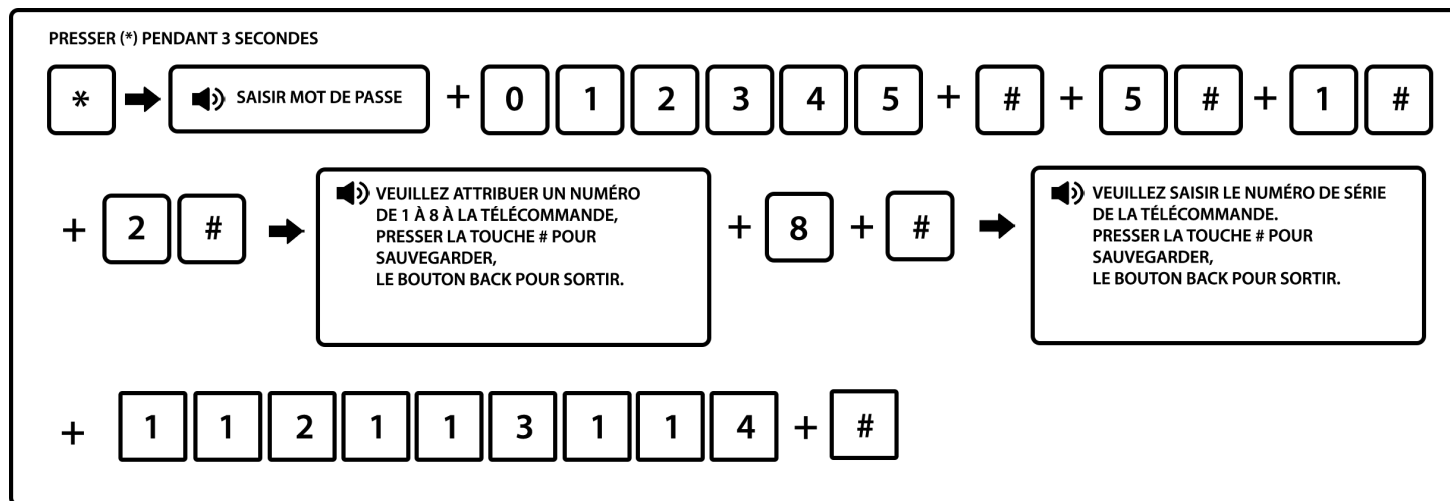 PRESSER (*) PENDANT 3 SECONDES
* SAISIR MOT DE PASSE + 0 1 2 3 4 5 + # + 5 # + 1 #
+ 2 #
VEUILLEZ ATTRIBUER UN NUMÉRO
DE 1 À 8 À LA TÉLÉCOMMANDE,
PRESSER LA TOUCHE # POUR
SAUVEGARDER,
LE BOUTON BACK POUR SORTIR.
+ 8 + #
VEUILLEZ SAISIR LE NUMÉRO DE SÉRIE
DE LA TÉLÉCOMMANDE.
PRESSER LA TOUCHE # POUR
SAUVEGARDER,
LE BOUTON BACK POUR SORTIR.
+ 1 1 2 1 1 3 1 1 4 + #